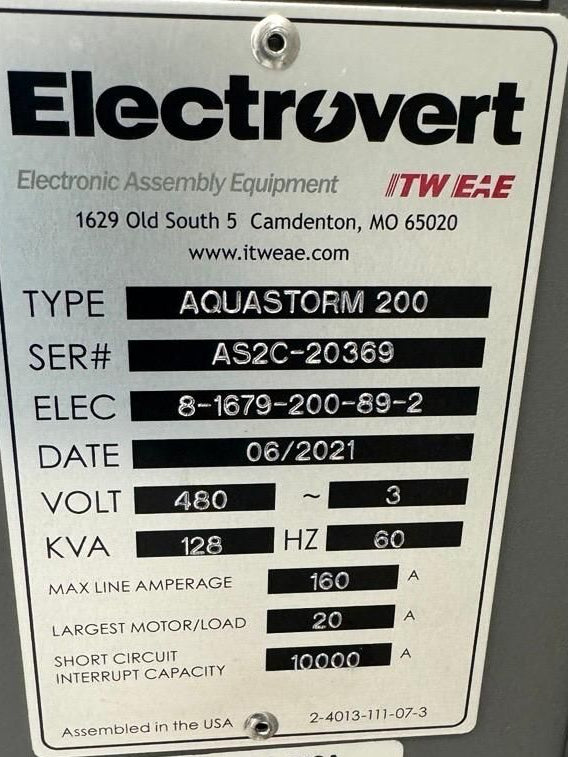 Electrovert
Electronic Assembly Equipment ITW EAE
1629 Old South 5 Camdenton, MO 65020
www.itweae.com
TYPE AQUASTORM 200
SER# AS2C-20369
ELEC 8-1679-200-89-2
DATE 06/2021
VOLT 480 ~ 3
KVA 128 HZ 60
MAX LINE AMPERAGE 160 A
LARGEST MOTOR/LOAD 20 A
SHORT CIRCUIT
INTERRUPT CAPACITY 10000 A
Assembled in the USA 2-4013-111-07-3